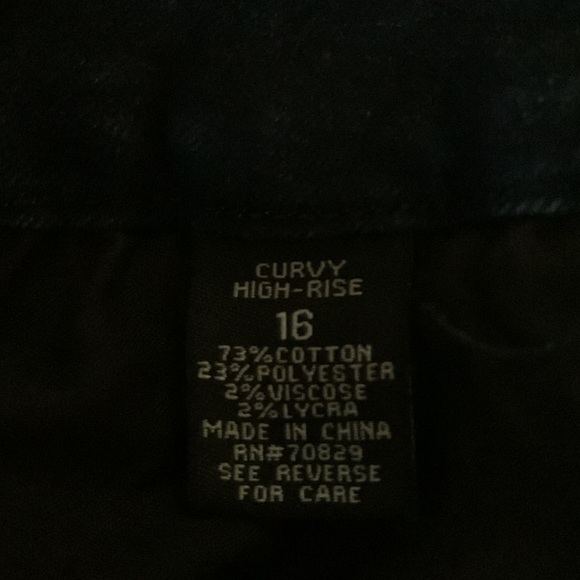 CURVY
HIGH-RISE
16
73%COTTON
23%POLYESTER
2%VISCOSE
2%LYCRA
MADE IN CHINA
RN#70829
SEE REVERSE
FOR CARE